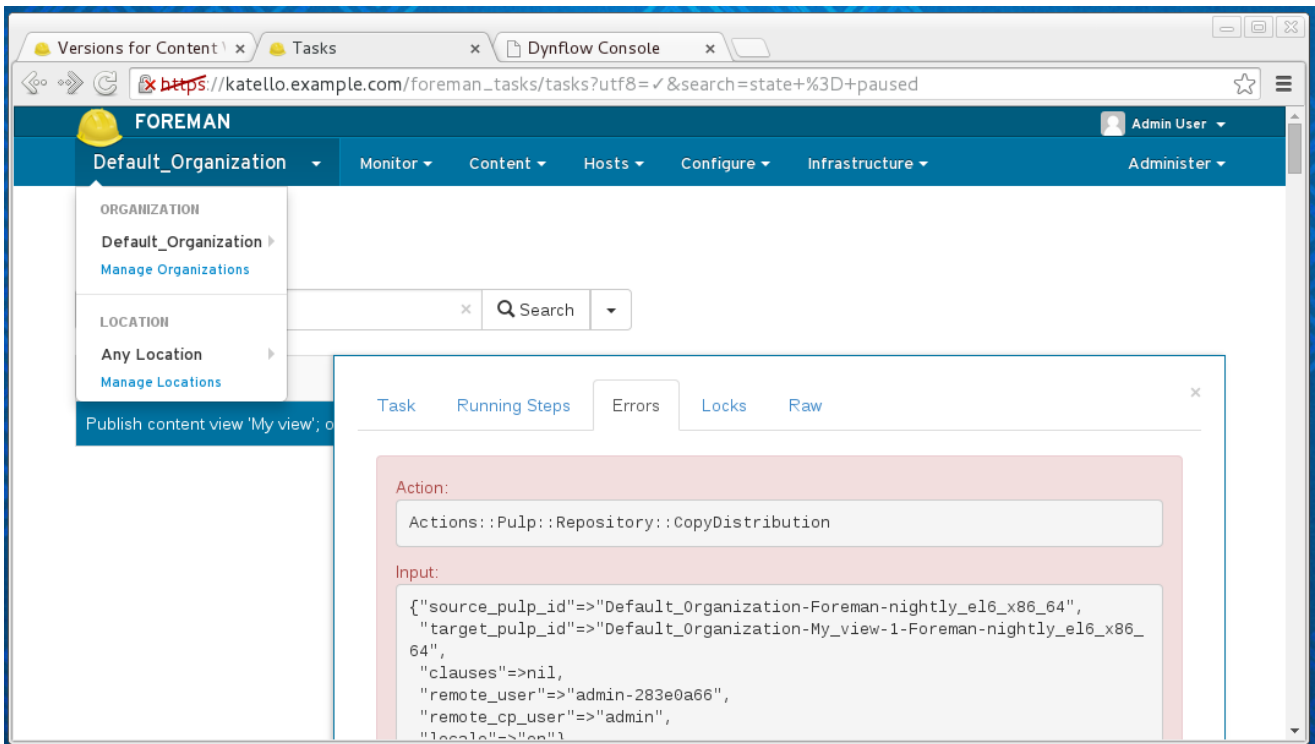 Versions for Content
Tasks
Dynflow Console
https://katello.example.com/foreman_tasks/tasks?utf8=✓&search=state+%3D+paused
FOREMAN
Admin User
Default_Organization
Monitor
Content
Hosts
Configure
Infrastructure
Administer
ORGANIZATION
Default_Organization
Manage Organizations
LOCATION
Any Location
Manage Locations
Search
Publish content view 'My view'; o
Task
Running Steps
Errors
Locks
Raw
Action:
Actions::Pulp::Repository::CopyDistribution
Input:
{"source_pulp_id"=>"Default_Organization-Foreman-nightly_el6_x86_64",
"target_pulp_id"=>"Default_Organization-My_view-1-Foreman-nightly_el6_x86_
64",
"clauses"=>nil,
"remote_user"=>"admin-283e0a66",
"remote_cp_user"=>"admin",
"locale"=>"en"}